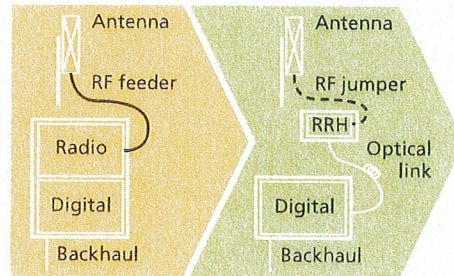 Antenna
RF feeder
Radio
Digital
Backhaul
Antenna
RF jumper
RRH
Optical
link
Digital
Backhaul